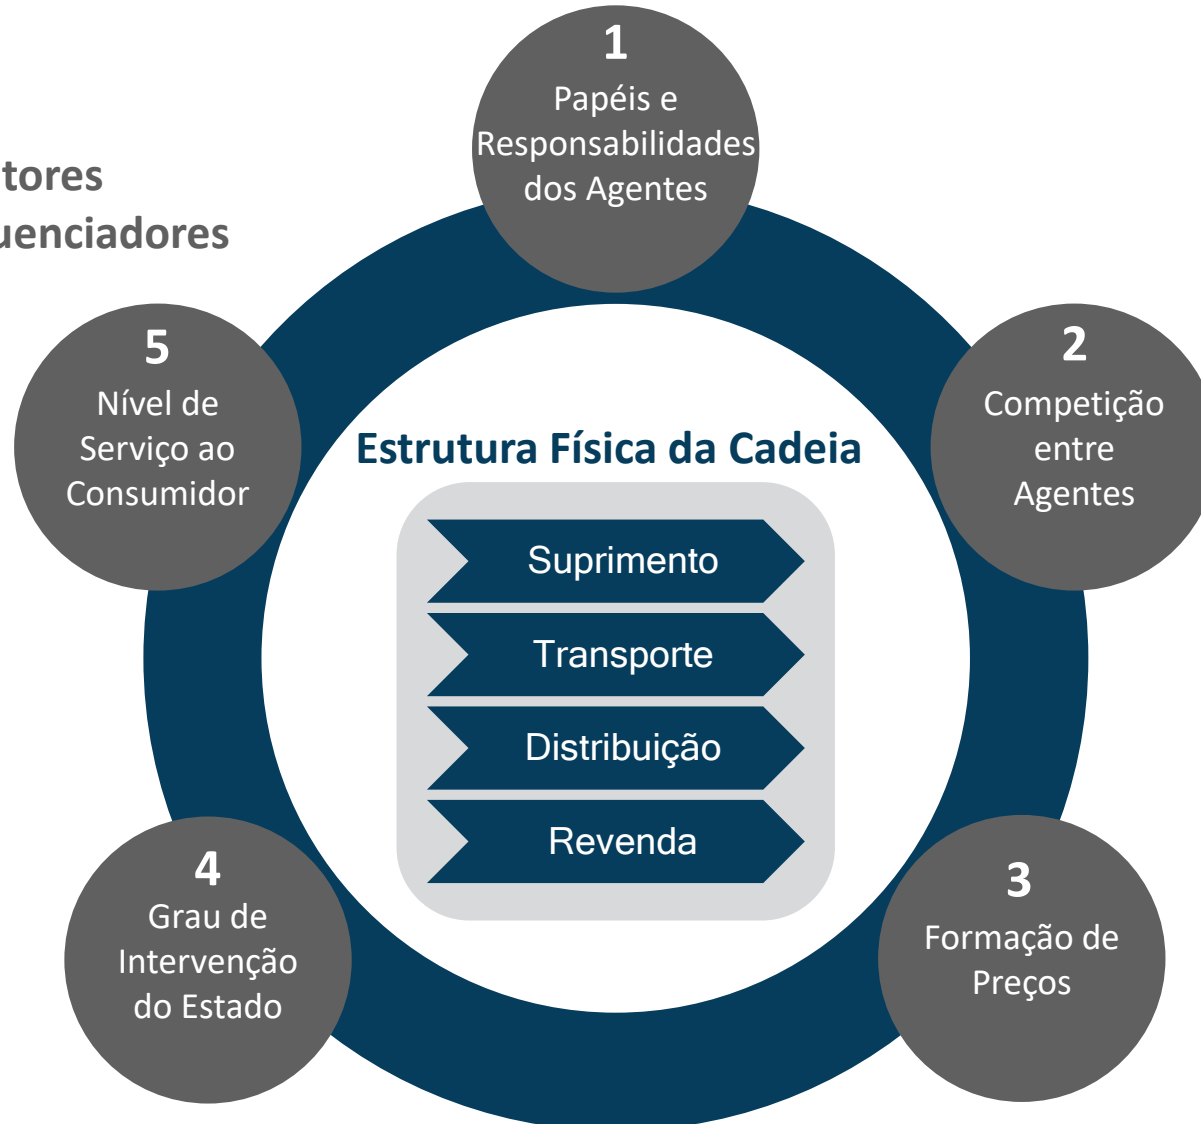 tores
uenciadores
1
Papéis e
Responsabilidades
dos Agentes
2
Competição
entre
Agentes
3
Formação de
Preços
4
Grau de
Intervenção
do Estado
5
Nível de
Serviço ao
Consumidor
Estrutura Física da Cadeia
Suprimento
Transporte
Distribuição
Revenda